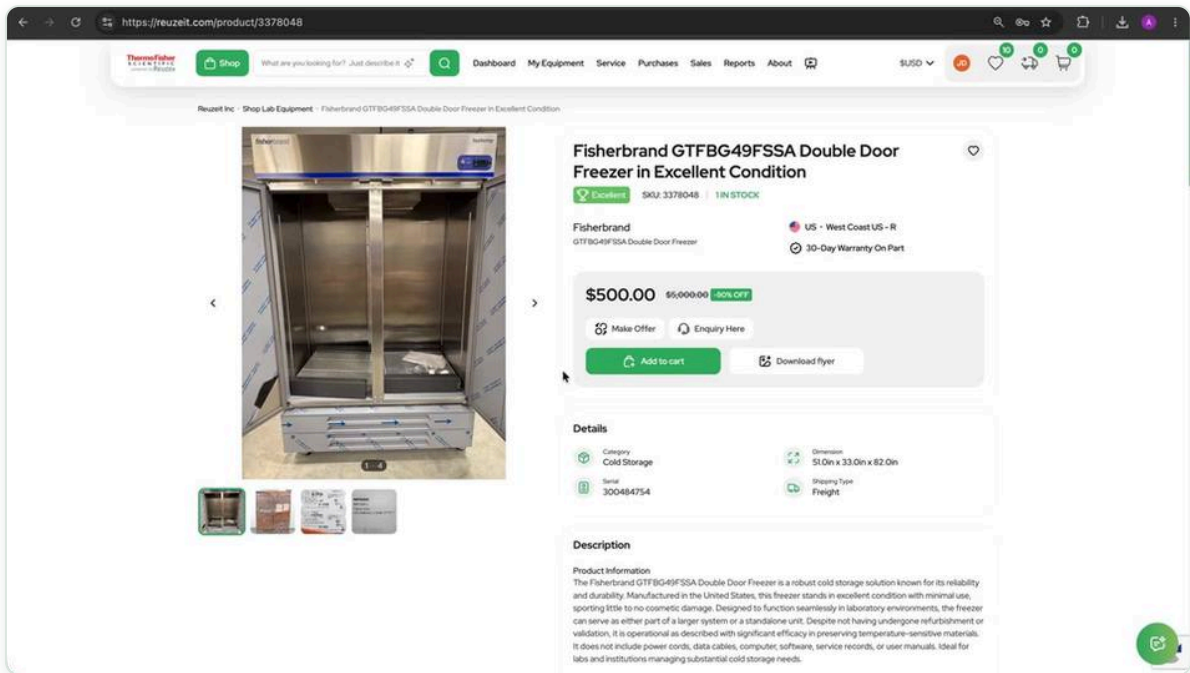 https://reuzeit.com/product/3378048
A
ThermoFisher
SCIENTIFIC
Shop
What are you looking for? Just describe it
Dashboard My Equipment Service Purchases Sales Reports About
$USD
JD
10
0
0
Reuzeit Inc - Shop Lab Equipment - Fisherbrand GTFBG49FSSA Double Door Freezer in Excellent Condition
fisherbrand
1 - 4
Fisherbrand GTFBG49FSSA Double Door
Freezer in Excellent Condition
Excellent SKU: 3378048 | 1 IN STOCK
Fisherbrand
GTFBG49FSSA Double Door Freezer
US - West Coast US - R
30-Day Warranty On Part
$500.00 $5,000.00 -90% OFF
Make Offer Enquiry Here
Add to cart Download flyer
Details
Category
Cold Storage
Dimension
51.0in x 33.0in x 82.0in
Serial
300484754
Shipping Type
Freight
Description
Product Information
The Fisherbrand GTFBG49FSSA Double Door Freezer is a robust cold storage solution known for its reliability
and durability. Manufactured in the United States, this freezer stands in excellent condition with minimal use,
sporting little to no cosmetic damage. Designed to function seamlessly in laboratory environments, the freezer
can serve as either part of a larger system or a standalone unit. Despite not having undergone refurbishment or
validation, it is operational as described with significant efficacy in preserving temperature-sensitive materials.
It does not include power cords, data cables, computer, software, service records, or user manuals. Ideal for
labs and institutions managing substantial cold storage needs.